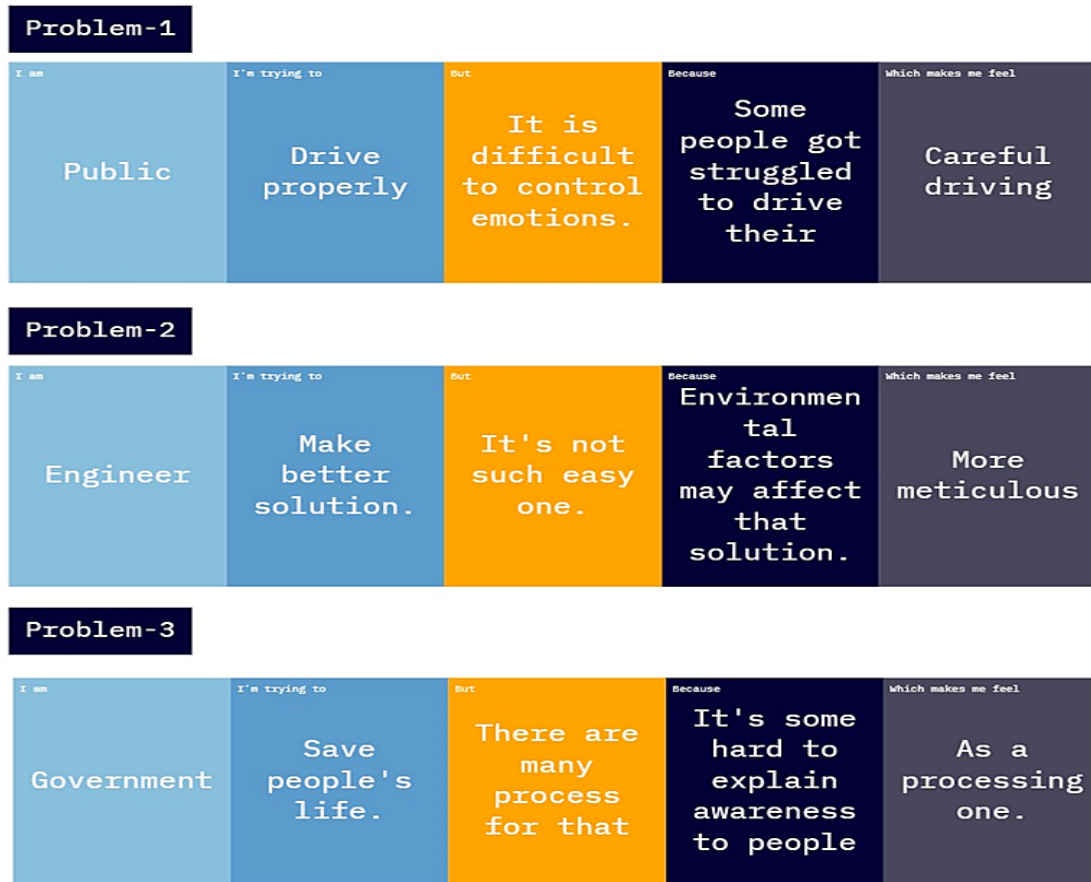 Problem-1
I am
Public
I'm trying to
Drive
properly
But
It is
difficult
to control
emotions.
Because
Some
people got
struggled
to drive
their
Which makes me feel
Careful
driving
Problem-2
I am
Engineer
I'm trying to
Make
better
solution.
But
It's not
such easy
one.
Because
Environmen
tal
factors
may affect
that
solution.
Which makes me feel
More
meticulous
Problem-3
I am
Government
I'm trying to
Save
people's
life.
But
There are
many
process
for that
Because
It's some
hard to
explain
awareness
to people
Which makes me feel
As a
processing
one.